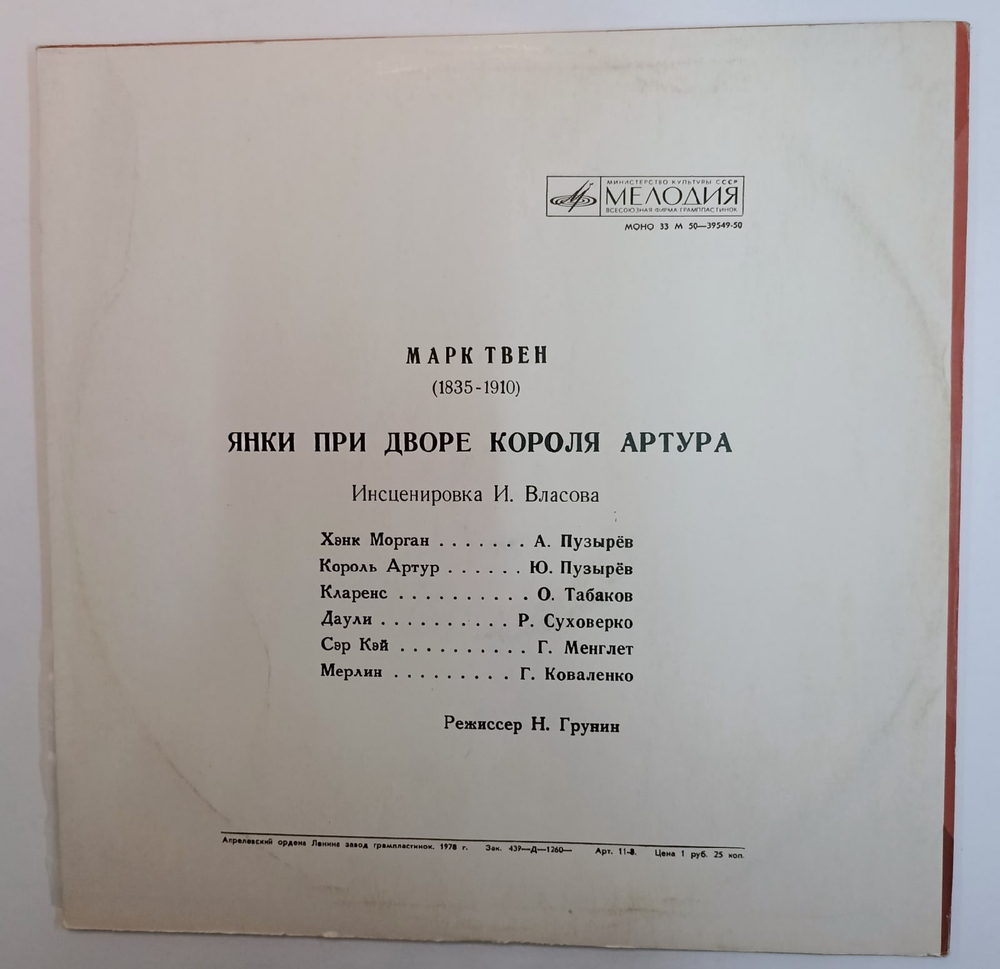 МИНИСТЕРСТВО КУЛЬТУРЫ СССР
МЕЛОДИЯ
ВСЕСОЮЗНАЯ ФИРМА ГРАМПЛАСТИНОК
МОНО 33 М 50—39549-50
МАРК ТВЕН
(1835-1910)
ЯНКИ ПРИ ДВОРЕ КОРОЛЯ АРТУРА
Инсценировка И. Власова
Хэнк Морган . . . . . . . А. Пузырёв
Король Артур . . . . . . Ю. Пузырёв
Кларенс . . . . . . . . . . О. Табаков
Даули . . . . . . . . . . Р. Суховерко
Сэр Кэй . . . . . . . . . . Г. Менглет
Мерлин . . . . . . . . . Г. Коваленко
Режиссер Н. Грунин
Апрелевский ордена Ленина завод грампластинок. 1978 г. Зак. 439—Д—1260— Арт. 11-8. Цена 1 руб. 25 коп.